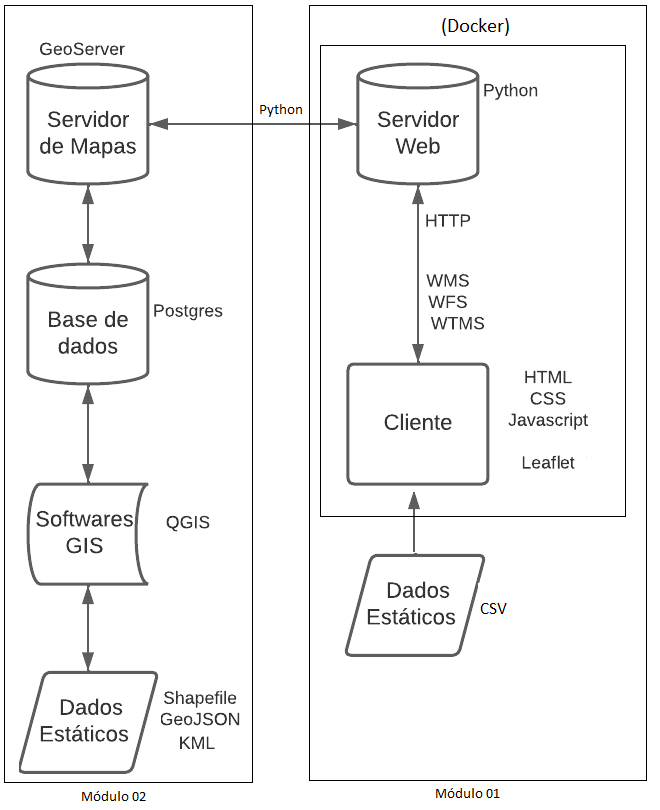 GeoServer
Servidor
de Mapas
Base de
dados
Postgres
Softwares
GIS
QGIS
Dados
Estáticos
Shapefile
GeoJSON
KML
Módulo 02
Python
(Docker)
Servidor
Web
Python
HTTP
WMS
WFS
WTMS
Cliente
HTML
CSS
Javascript
Leaflet
Dados
Estáticos
CSV
Módulo 01